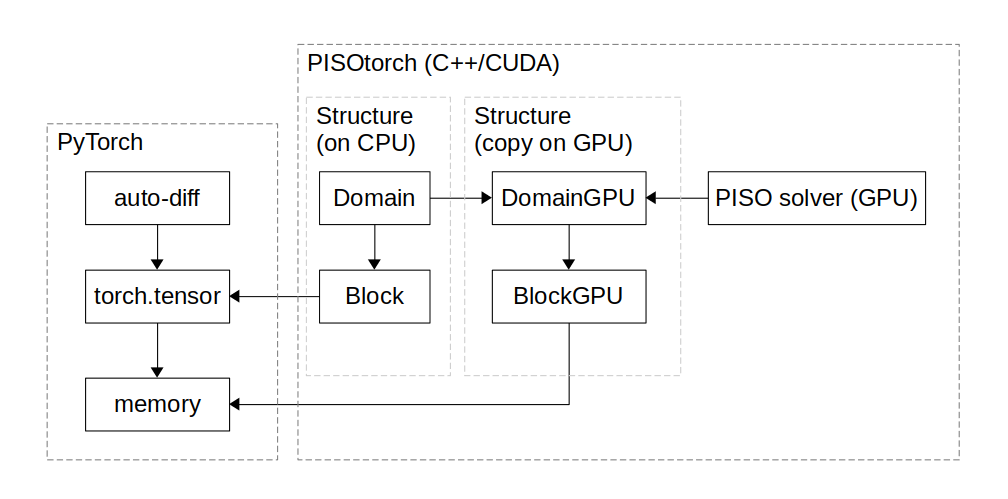 PISOtorch (C++/CUDA)
Structure
(on CPU)
Structure
(copy on GPU)
PyTorch
auto-diff
Domain
DomainGPU
PISO solver (GPU)
torch.tensor
Block
BlockGPU
memory